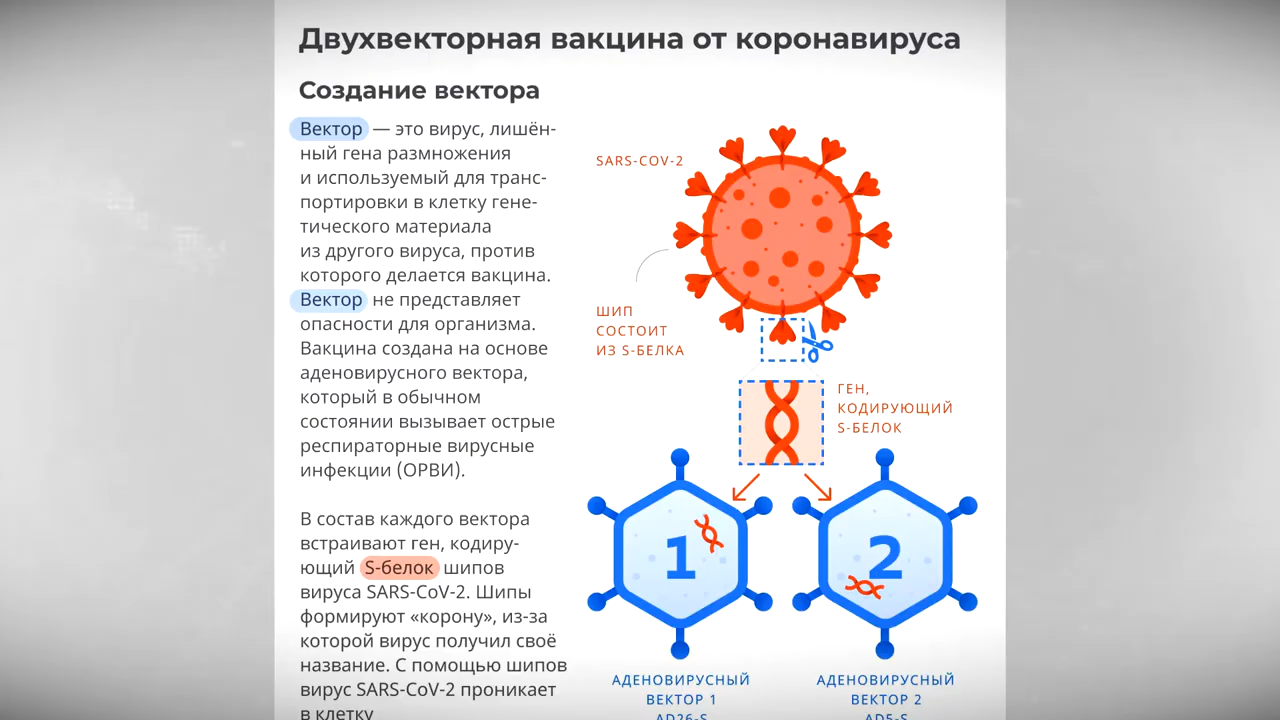 Двухвекторная вакцина от коронавируса
Создание вектора
Вектор — это вирус, лишён-
ный гена размножения
и используемый для транс-
портировки в клетку гене-
тического материала
из другого вируса, против
которого делается вакцина.
Вектор не представляет
опасности для организма.
Вакцина создана на основе
аденовирусного вектора,
который в обычном
состоянии вызывает острые
респираторные вирусные
инфекции (ОРВИ).
В состав каждого вектора
встраивают ген, кодиру-
ющий S-белок шипов
вируса SARS-CoV-2. Шипы
формируют «корону», из-за
которой вирус получил своё
название. С помощью шипов
вирус SARS-CoV-2 проникает
в клетку
SARS-COV-2
ШИП
СОСТОИТ
ИЗ S-БЕЛКА
ГЕН,
КОДИРУЮЩИЙ
S-БЕЛОК
1
2
АДЕНОВИРУСНЫЙ
ВЕКТОР 1
AD26-S
АДЕНОВИРУСНЫЙ
ВЕКТОР 2
AD5-S